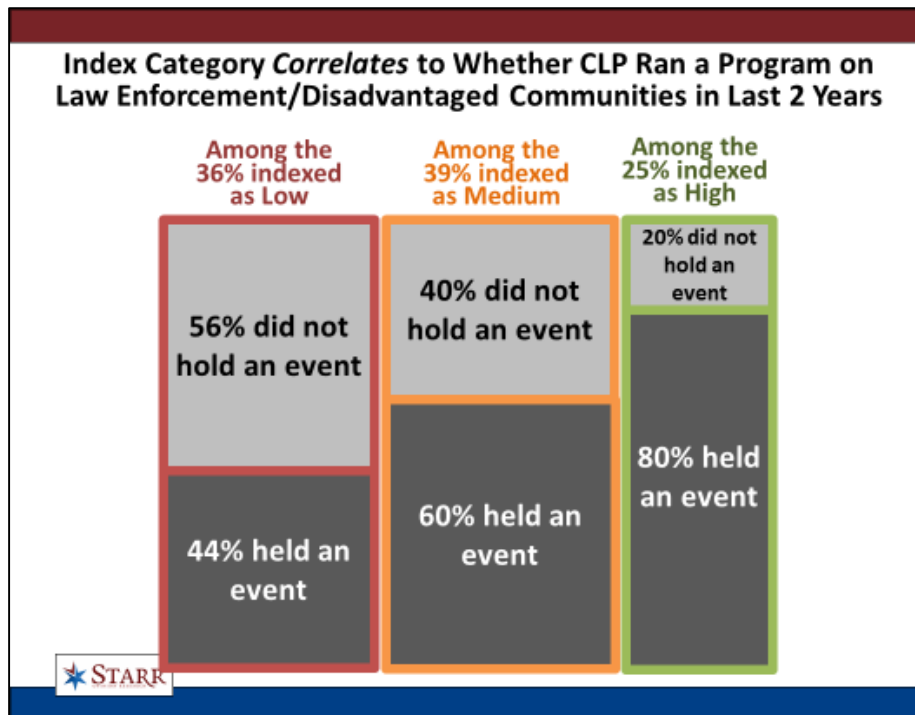 Index Category Correlates to Whether CLP Ran a Program on
Law Enforcement/Disadvantaged Communities in Last 2 Years
Among the
36% indexed
as Low
Among the
39% indexed
as Medium
Among the
25% indexed
as High
56% did not
hold an event
40% did not
hold an event
20% did not
hold an
event
44% held an
event
60% held an
event
80% held
an event
STARR